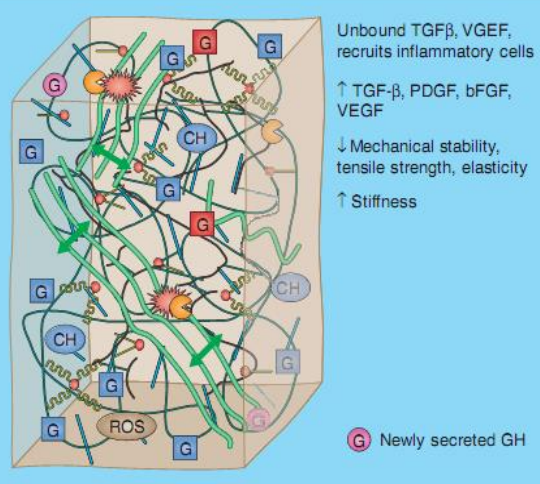 Unbound TGFβ, VGEF,
recruits inflammatory cells
↑ TGF-β, PDGF, bFGF,
VEGF
↓ Mechanical stability,
tensile strength, elasticity
↑ Stiffness
G
G
G
G
CH
G
G
G
G
CH
CH
G
G
G
G
ROS
G
G Newly secreted GH